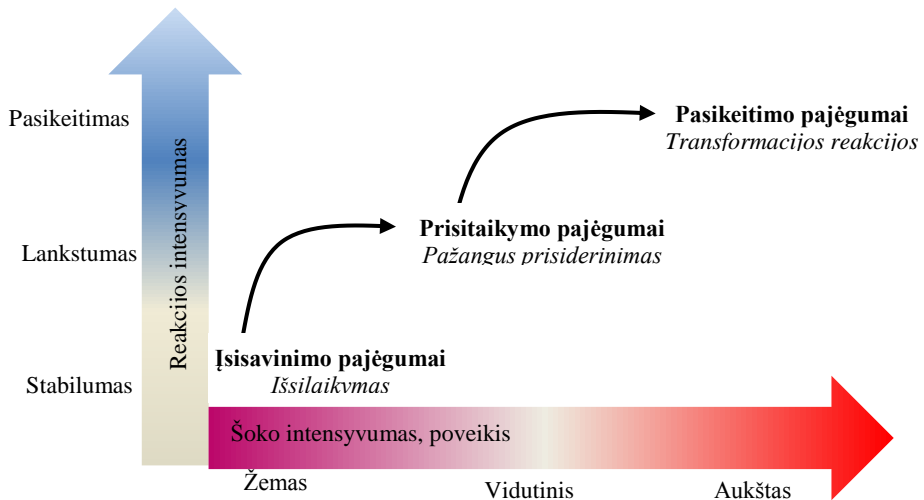 Pasikeitimas
Lankstumas
Stabilumas
Reakcijos intensyvumas
Pasikeitimo pajėgumai
Transformacijos reakcijos
Prisitaikymo pajėgumai
Pažangus prisiderinimas
Įsisavinimo pajėgumai
Išsilaikymas
Šoko intensyvumas, poveikis
Žemas
Vidutinis
Aukštas